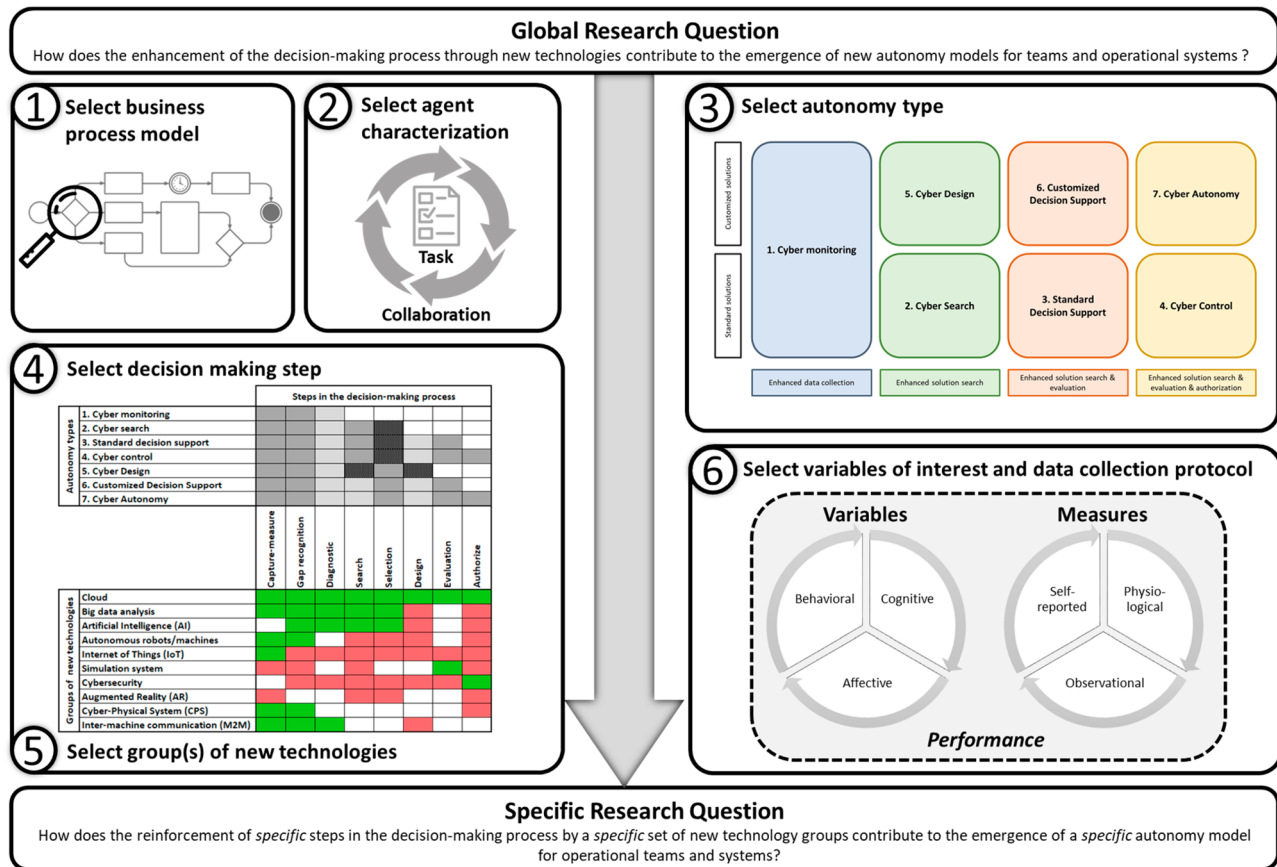 Global Research Question
How does the enhancement of the decision-making process through new technologies contribute to the emergence of new autonomy models for teams and operational systems ?
1 Select business
process model
2 Select agent
characterization
Task
Collaboration
3 Select autonomy type
Customized solutions
Standard solutions
1. Cyber monitoring
5. Cyber Design
6. Customized
Decision Support
7. Cyber Autonomy
2. Cyber Search
3. Standard
Decision Support
4. Cyber Control
Enhanced data collection
Enhanced solution search
Enhanced solution search &
evaluation
Enhanced solution search &
evaluation & authorization
4 Select decision making step
Steps in the decision-making process
Autonomy types
1. Cyber monitoring
2. Cyber search
3. Standard decision support
4. Cyber control
5. Cyber Design
6. Customized Decision Support
7. Cyber Autonomy
Capture-measure
Gap recognition
Diagnostic
Search
Selection
Design
Evaluation
Authorize
Groups of new technologies
Cloud
Big data analysis
Artificial Intelligence (AI)
Autonomous robots/machines
Internet of Things (IoT)
Simulation system
Cybersecurity
Augmented Reality (AR)
Cyber-Physical System (CPS)
Inter-machine communication (M2M)
5 Select group(s) of new technologies
6 Select variables of interest and data collection protocol
Variables
Behavioral
Cognitive
Affective
Measures
Self-
reported
Physio-
logical
Observational
Performance
Specific Research Question
How does the reinforcement of specific steps in the decision-making process by a specific set of new technology groups contribute to the emergence of a specific autonomy model
for operational teams and systems?